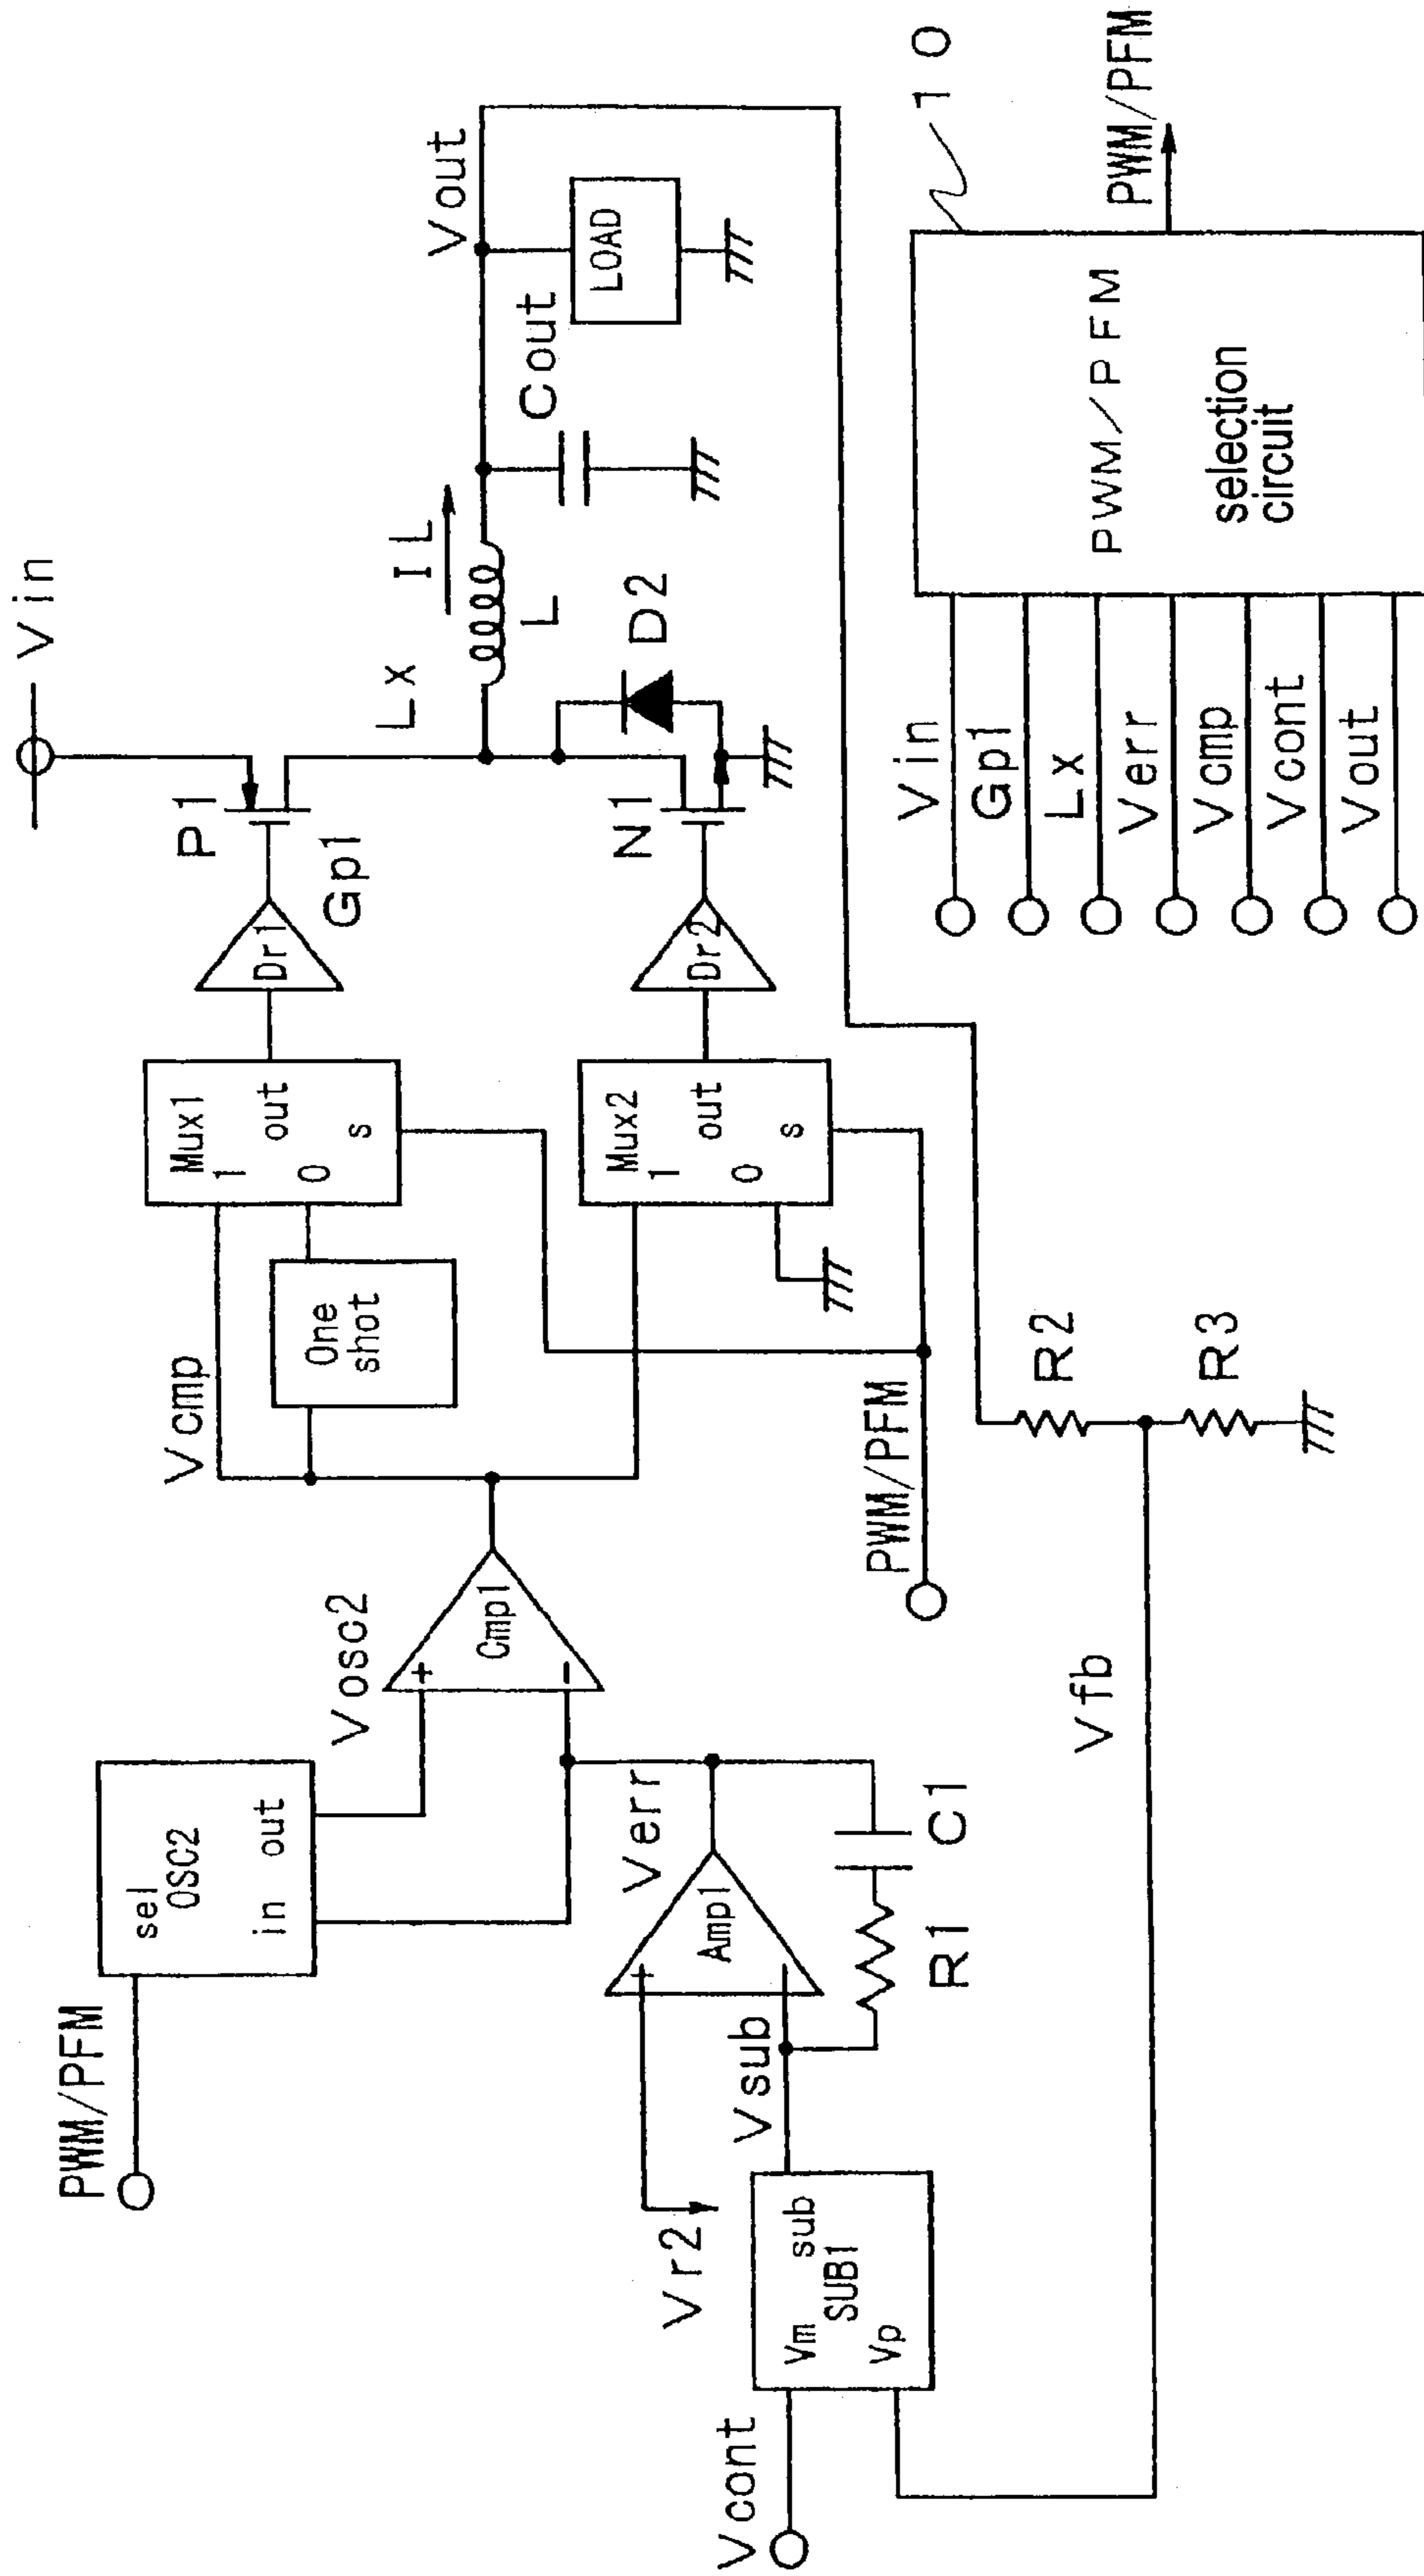 Vin
P1
Gp1
Dr1
Mux1
1
out
0
s
One
shot
Vcmp
Lx
IL
L
Cout
Vout
LOAD
D2
N1
Dr2
Mux2
1
out
0
s
PWM/PFM
Vosc2
Cmp1
+
-
PWM/PFM
sel
OSC2
in
out
Verr
Amp1
+
-
C1
R1
Vr2
Vsub
sub
SUB1
Vm
Vp
Vcont
Vfb
R2
R3
10
PWM/PFM
selection
circuit
PWM/PFM
Vin
Gp1
Lx
Verr
Vcmp
Vcont
Vout